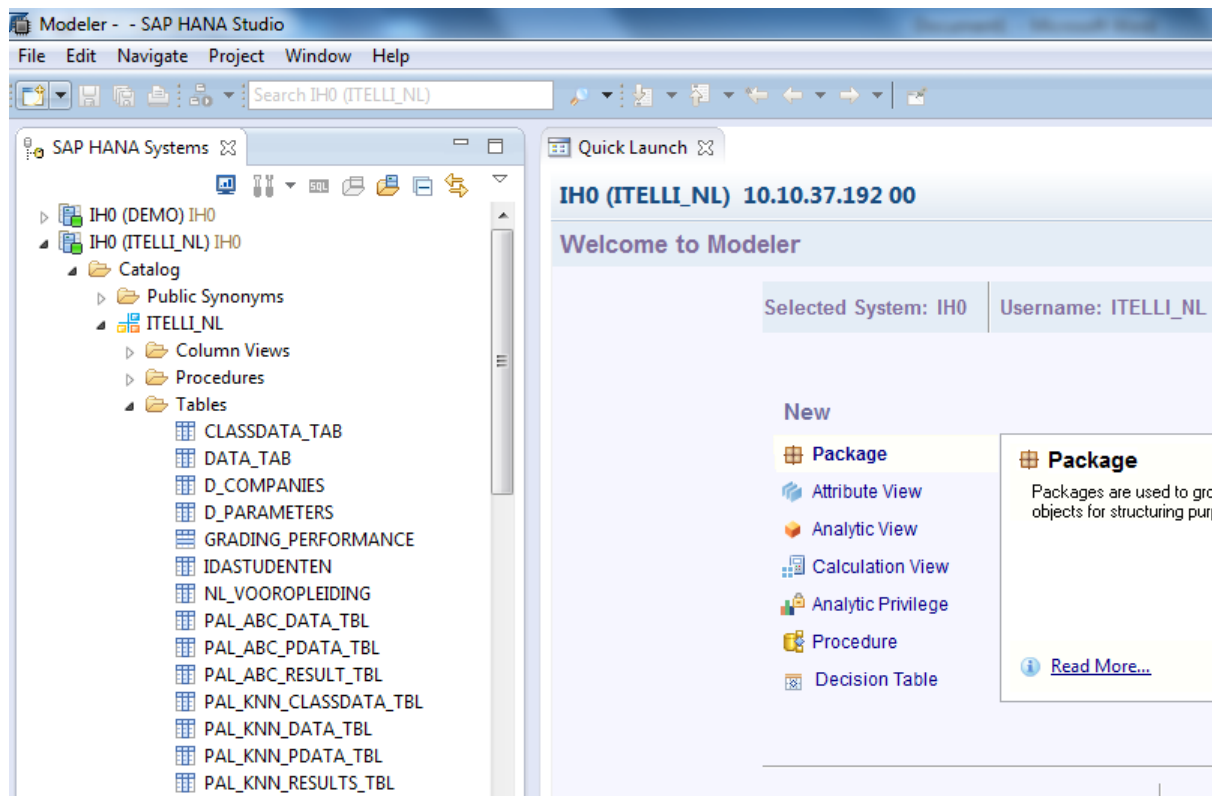 Modeler - - SAP HANA Studio
File Edit Navigate Project Window Help
Search IH0 (ITELLI_NL)
SAP HANA Systems
SQL
IH0 (DEMO) IH0
IH0 (ITELLI_NL) IH0
Catalog
Public Synonyms
ITELLI_NL
Column Views
Procedures
Tables
CLASSDATA_TAB
DATA_TAB
D_COMPANIES
D_PARAMETERS
GRADING_PERFORMANCE
IDASTUDENTEN
NL_VOOROPLEIDING
PAL_ABC_DATA_TBL
PAL_ABC_PDATA_TBL
PAL_ABC_RESULT_TBL
PAL_KNN_CLASSDATA_TBL
PAL_KNN_DATA_TBL
PAL_KNN_PDATA_TBL
PAL_KNN_RESULTS_TBL
Quick Launch
IH0 (ITELLI_NL) 10.10.37.192 00
Welcome to Modeler
Selected System: IH0 Username: ITELLI_NL
New
Package
Attribute View
Analytic View
Calculation View
Analytic Privilege
Procedure
Decision Table
Package
Packages are used to gro
objects for structuring pur
Read More...